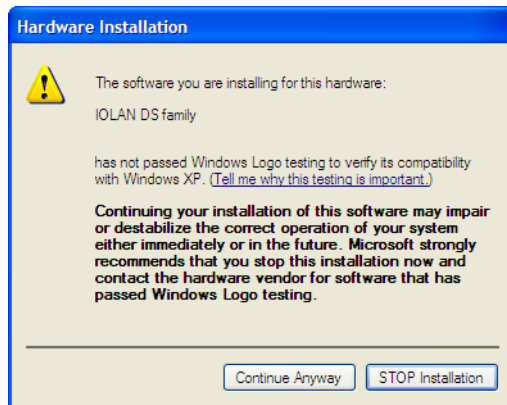 Hardware Installation
The software you are installing for this hardware:
IOLAN DS family
has not passed Windows Logo testing to verify its compatibility
with Windows XP. (Tell me why this testing is important.)
Continuing your installation of this software may impair
or destabilize the correct operation of your system
either immediately or in the future. Microsoft strongly
recommends that you stop this installation now and
contact the hardware vendor for software that has
passed Windows Logo testing.
Continue Anyway STOP Installation